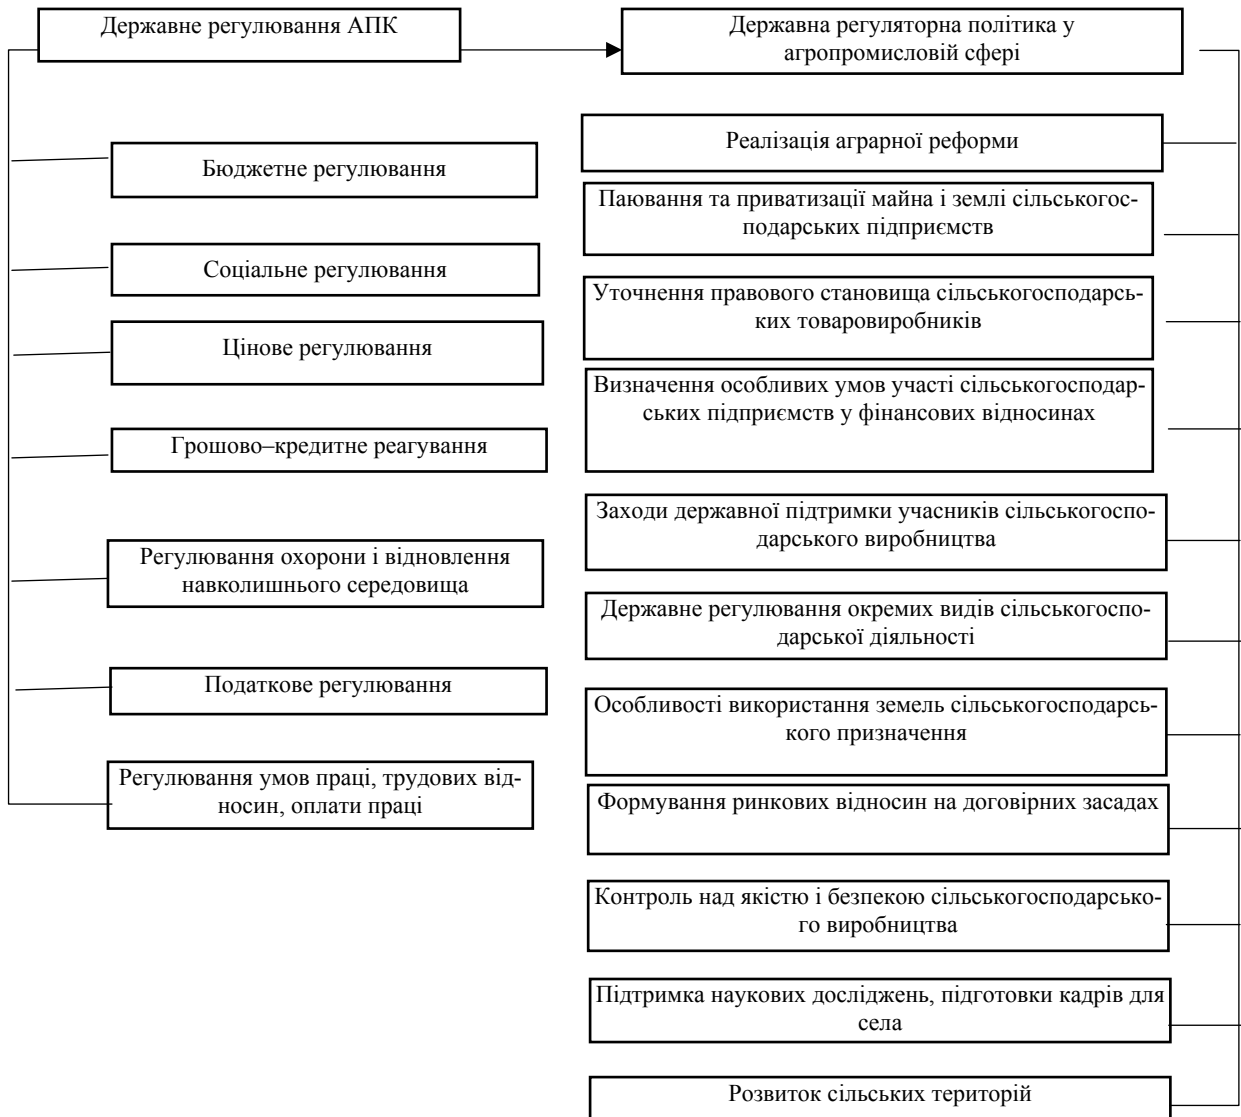 Державне регулювання АПК
Державна регуляторна політика у
агропромисловій сфері
Бюджетне регулювання
Соціальне регулювання
Цінове регулювання
Грошово–кредитне реагування
Регулювання охорони і відновлення
навколишнього середовища
Податкове регулювання
Регулювання умов праці, трудових від-
носин, оплати праці
Реалізація аграрної реформи
Паювання та приватизації майна і землі сільськогос-
подарських підприємств
Уточнення правового становища сільськогосподарсь-
ких товаровиробників
Визначення особливих умов участі сільськогосподар-
ських підприємств у фінансових відносинах
Заходи державної підтримки учасників сільськогоспо-
дарського виробництва
Державне регулювання окремих видів сільськогоспо-
дарської діяльності
Особливості використання земель сільськогосподарсь-
кого призначення
Формування ринкових відносин на договірних засадах
Контроль над якістю і безпекою сільськогосподарсько-
го виробництва
Підтримка наукових досліджень, підготовки кадрів для
села
Розвиток сільських територій